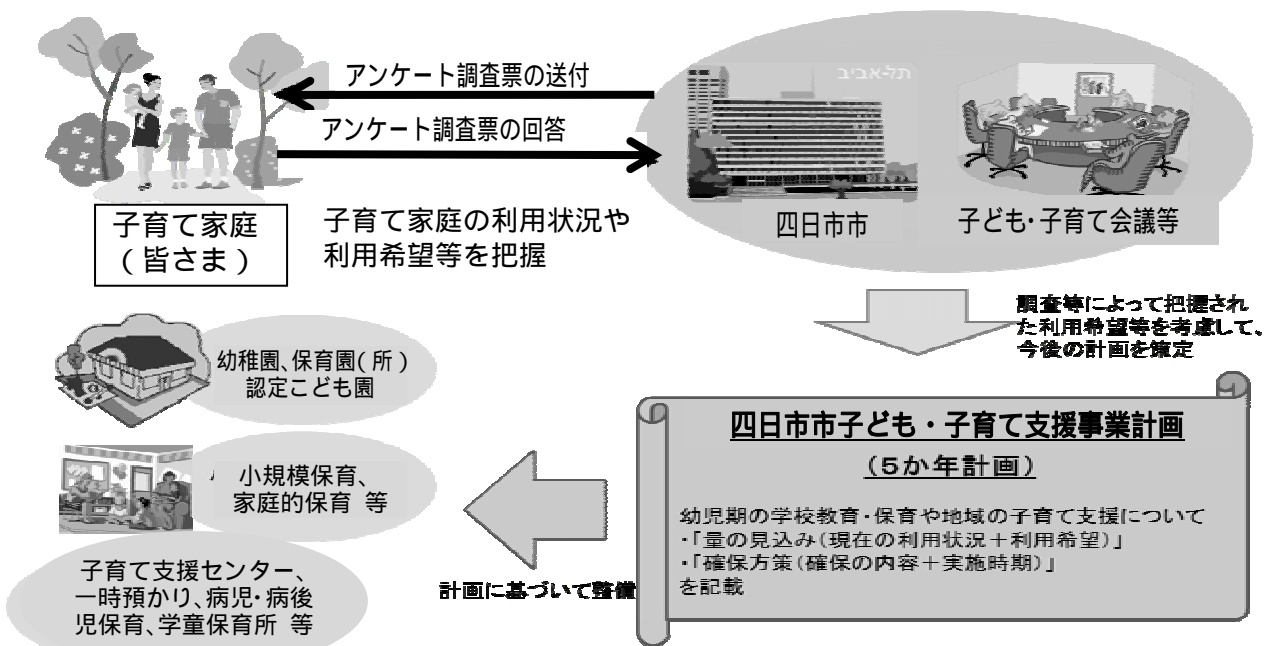 アンケート調査票の送付
アンケート調査票の回答
תל-אביב
四日市市
子ども・子育て会議等
子育て家庭
(皆さま)
子育て家庭の利用状況や
利用希望等を把握
調査等によって把握され
た利用希望等を考慮して、
今後の計画を策定
幼稚園、保育園(所)
認定こども園
小規模保育、
家庭的保育 等
子育て支援センター、
一時預かり、病児・病後
児保育、学童保育所 等
計画に基づいて整備
四日市市子ども・子育て支援事業計画
(5か年計画)
幼児期の学校教育・保育や地域の子育て支援について
・「量の見込み(現在の利用状況+利用希望)」
・「確保方策(確保の内容+実施時期)」
を記載